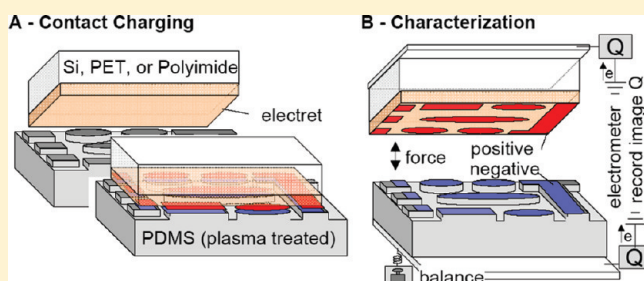 A - Contact Charging
Si, PET, or Polyimide
electret
PDMS (plasma treated)
B - Characterization
Q
e
force
positive
negative
electrometer
record image Q
e
Q
balance